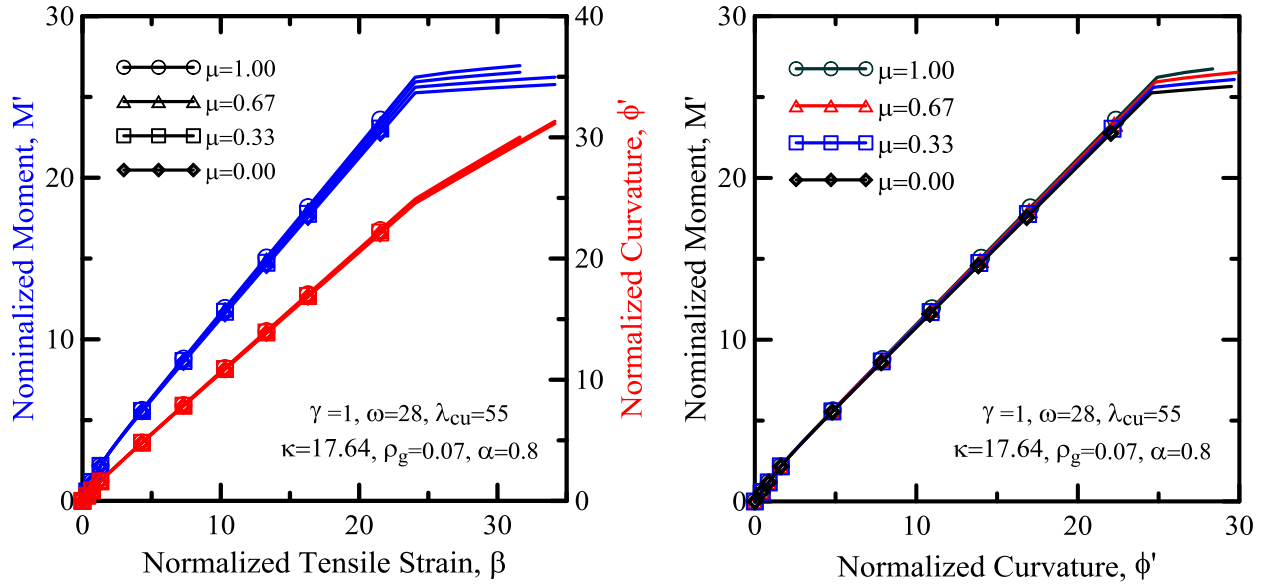 30
20
10
0
Nominalized Moment, M'
μ=1.00
μ=0.67
μ=0.33
μ=0.00
γ =1, ω=28, λcu=55
κ=17.64, ρg=0.07, α=0.8
0 10 20 30
Normalized Tensile Strain, β
40
30
20
10
0
Normalized Curvature, ϕ'
30
20
10
0
Nominalized Moment, M'
μ=1.00
μ=0.67
μ=0.33
μ=0.00
γ =1, ω=28, λcu=55
κ=17.64, ρg=0.07, α=0.8
0 10 20 30
Normalized Curvature, ϕ'